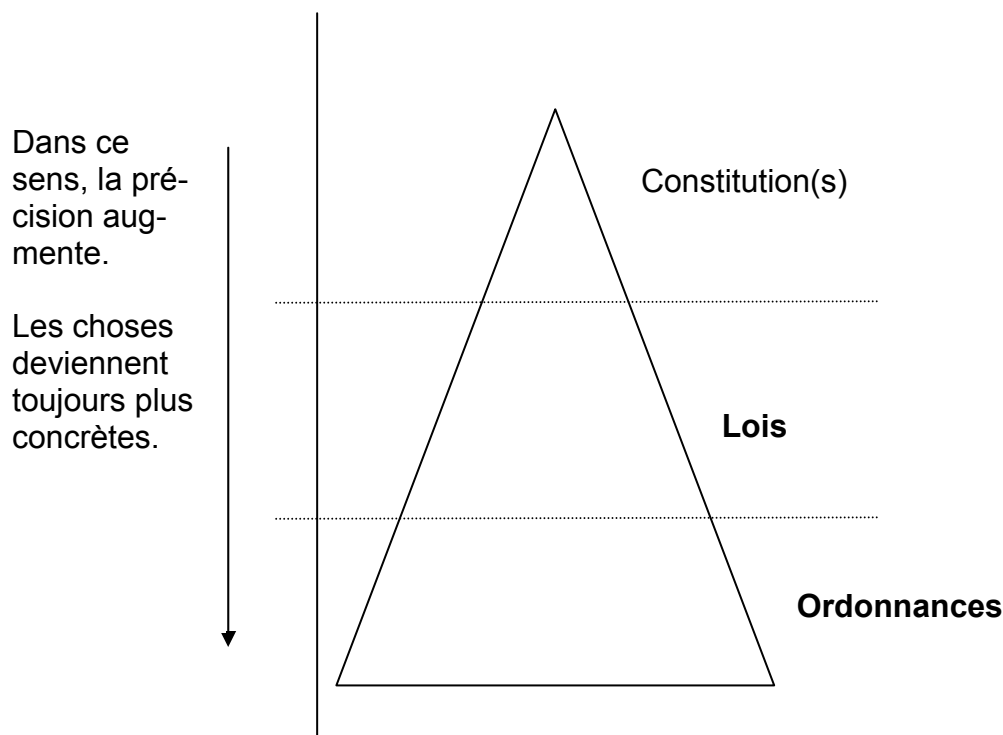 Dans ce
sens, la pré-
cision aug-
mente.
Les choses
deviennent
toujours plus
concrètes.
Constitution(s)
Lois
Ordonnances